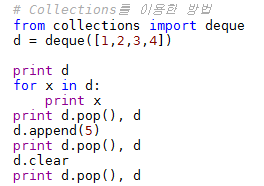 # Collections를 이용한 방법
from collections import deque
d = deque([1,2,3,4])
print d
for x in d:
    print x
print d.pop(), d
d.append(5)
print d.pop(), d
d.clear
print d.pop(), d